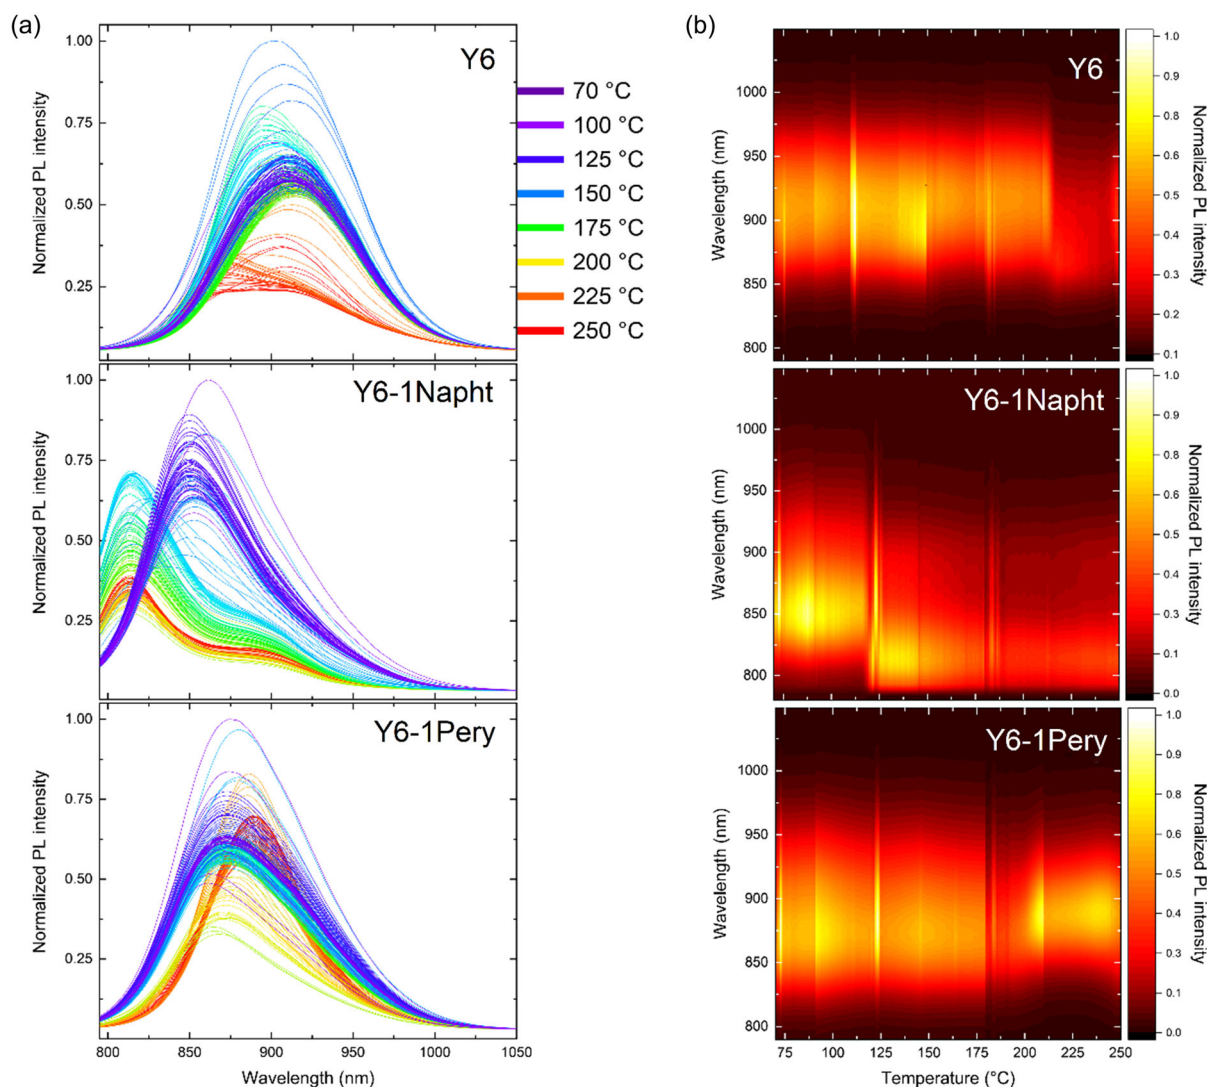 (a)
Y6
Normalized PL intensity
1.00
0.75
0.50
0.25
70 °C
100 °C
125 °C
150 °C
175 °C
200 °C
225 °C
250 °C
Y6-1Napht
Normalized PL intensity
1.00
0.75
0.50
0.25
Y6-1Pery
Normalized PL intensity
1.00
0.75
0.50
0.25
800 850 900 950 1000 1050
Wavelength (nm)
(b)
Y6
Wavelength (nm)
1000
950
900
850
800
1.0
0.9
0.8
0.7
0.6
0.5
0.4
0.3
0.2
0.1
Normalized PL intensity
Y6-1Napht
Wavelength (nm)
1000
950
900
850
800
1.0
0.9
0.8
0.6
0.5
0.4
0.3
0.1
0.0
Normalized PL intensity
Y6-1Pery
Wavelength (nm)
1000
950
900
850
800
1.0
0.9
0.8
0.6
0.5
0.4
0.3
0.1
0.0
Normalized PL intensity
75 100 125 150 175 200 225 250
Temperature (°C)